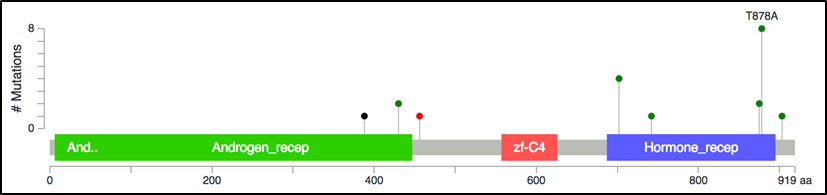 T878A
8
# Mutations
0
And.. Androgen_recep zf-C4 Hormone_recep
0 200 400 600 800 919 aa